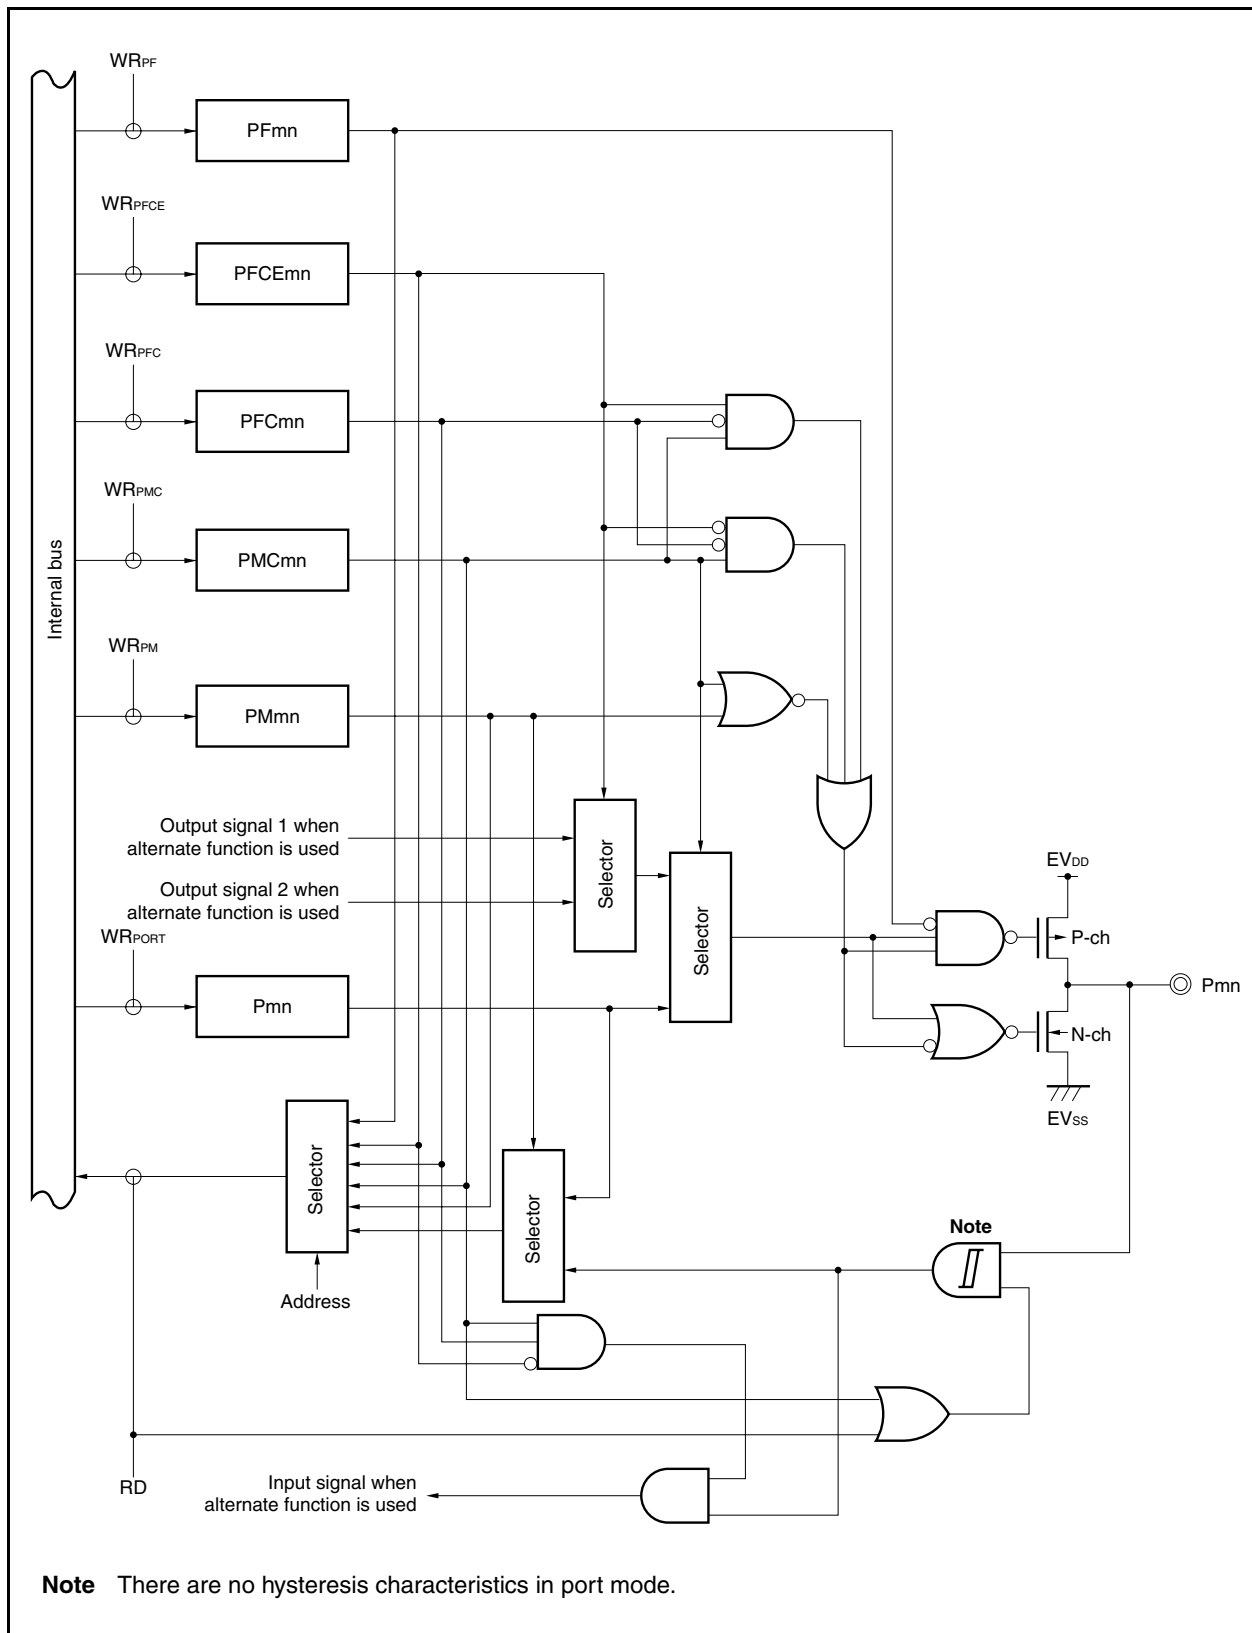 WRPF
PFmn
WRPFCE
PFCEmn
WRPFC
PFCmn
WRPMC
PMCmn
Internal bus
WRPM
PMmn
Output signal 1 when
alternate function is used
Output signal 2 when
alternate function is used
Selector
Selector
WRPORT
Pmn
EVDD
P-ch
Pmn
N-ch
EVSS
Selector
Selector
Address
Note
RD
Input signal when
alternate function is used
Note There are no hysteresis characteristics in port mode.